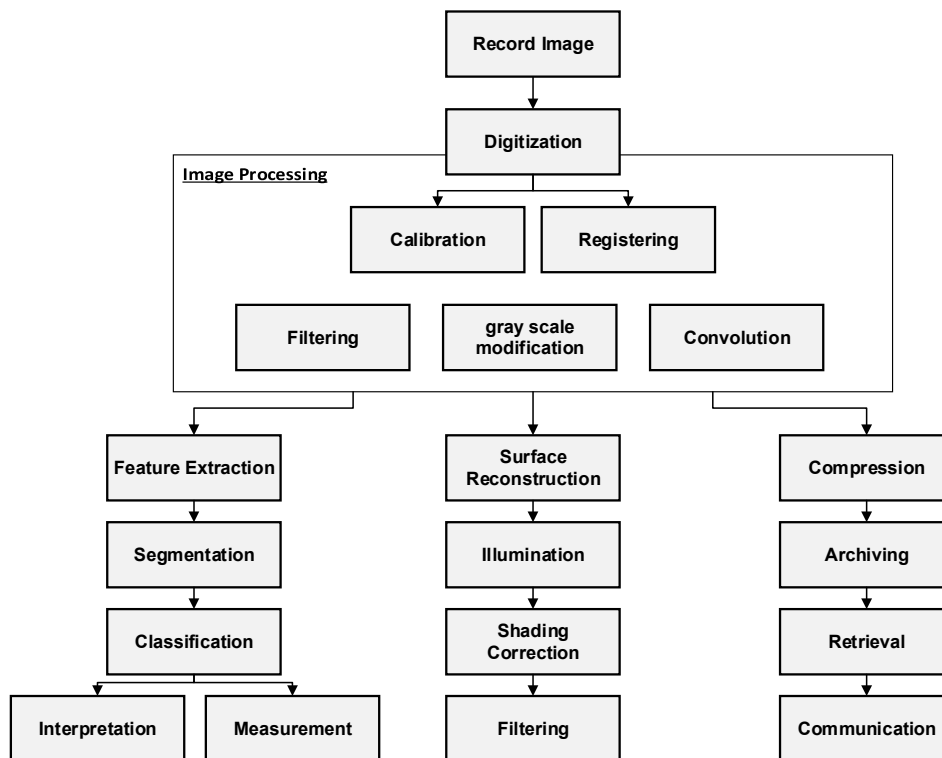 Record Image
Digitization
Image Processing
Calibration
Registering
Filtering
gray scale
modification
Convolution
Feature Extraction
Surface
Reconstruction
Compression
Segmentation
Illumination
Archiving
Classification
Shading
Correction
Retrieval
Interpretation
Measurement
Filtering
Communication